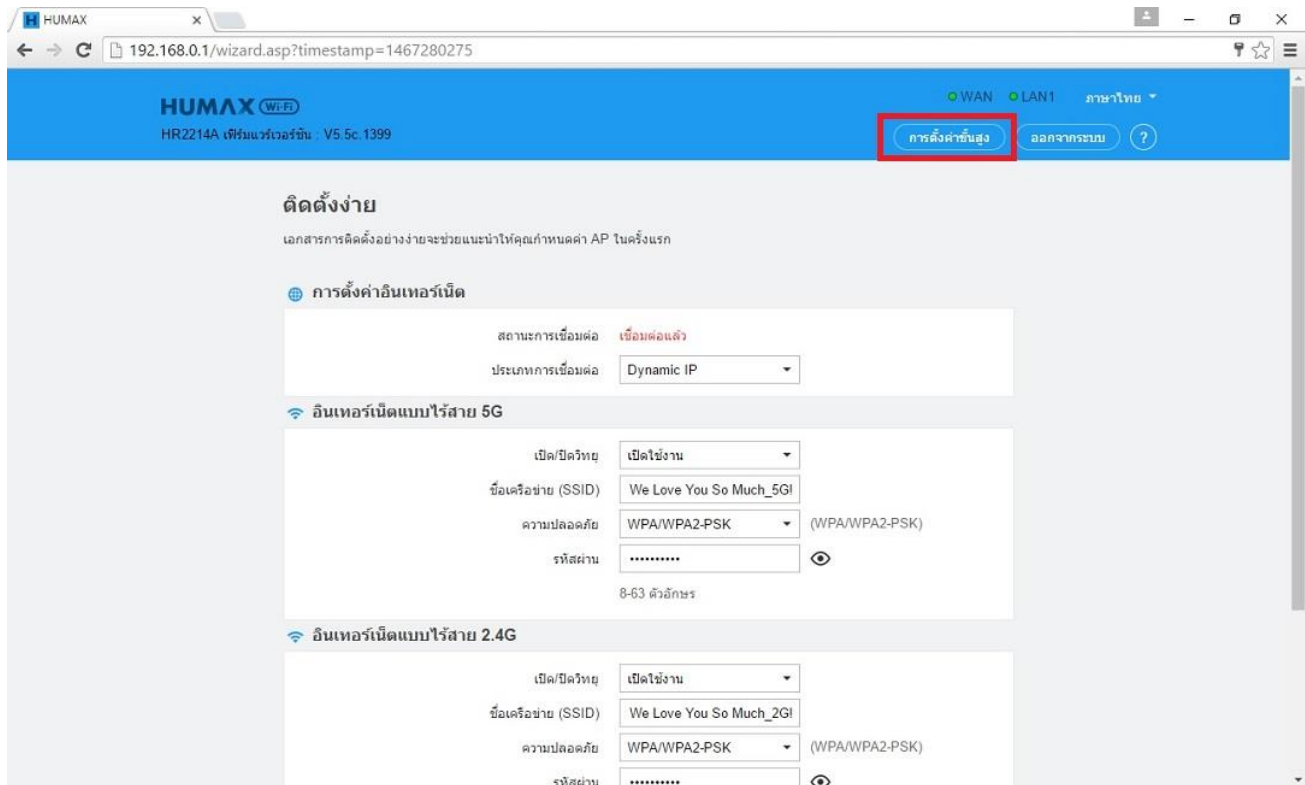 HUMAX
192.168.0.1/wizard.asp?timestamp=1467280275
HUMAX Wi-Fi
WAN LAN1 ภาษาไทย
HR2214A เฟิร์มแวร์เวอร์ชัน : V5.5c.1399
การตั้งค่าขั้นสูง ออกจากระบบ ?
ติดตั้งง่าย
เอกสารการติดตั้งอย่างง่ายจะช่วยแนะนำให้คุณกำหนดค่า AP ในครั้งแรก
การตั้งค่าอินเทอร์เน็ต
สถานะการเชื่อมต่อ เชื่อมต่อแล้ว
ประเภทการเชื่อมต่อ Dynamic IP
อินเทอร์เน็ตแบบไร้สาย 5G
เปิด/ปิดวิทยุ เปิดใช้งาน
ชื่อเครือข่าย (SSID) We Love You So Much_5G!
ความปลอดภัย WPA/WPA2-PSK (WPA/WPA2-PSK)
รหัสผ่าน ••••••••••
8-63 ตัวอักษร
อินเทอร์เน็ตแบบไร้สาย 2.4G
เปิด/ปิดวิทยุ เปิดใช้งาน
ชื่อเครือข่าย (SSID) We Love You So Much_2G!
ความปลอดภัย WPA/WPA2-PSK (WPA/WPA2-PSK)
รหัสผ่าน ••••••••••